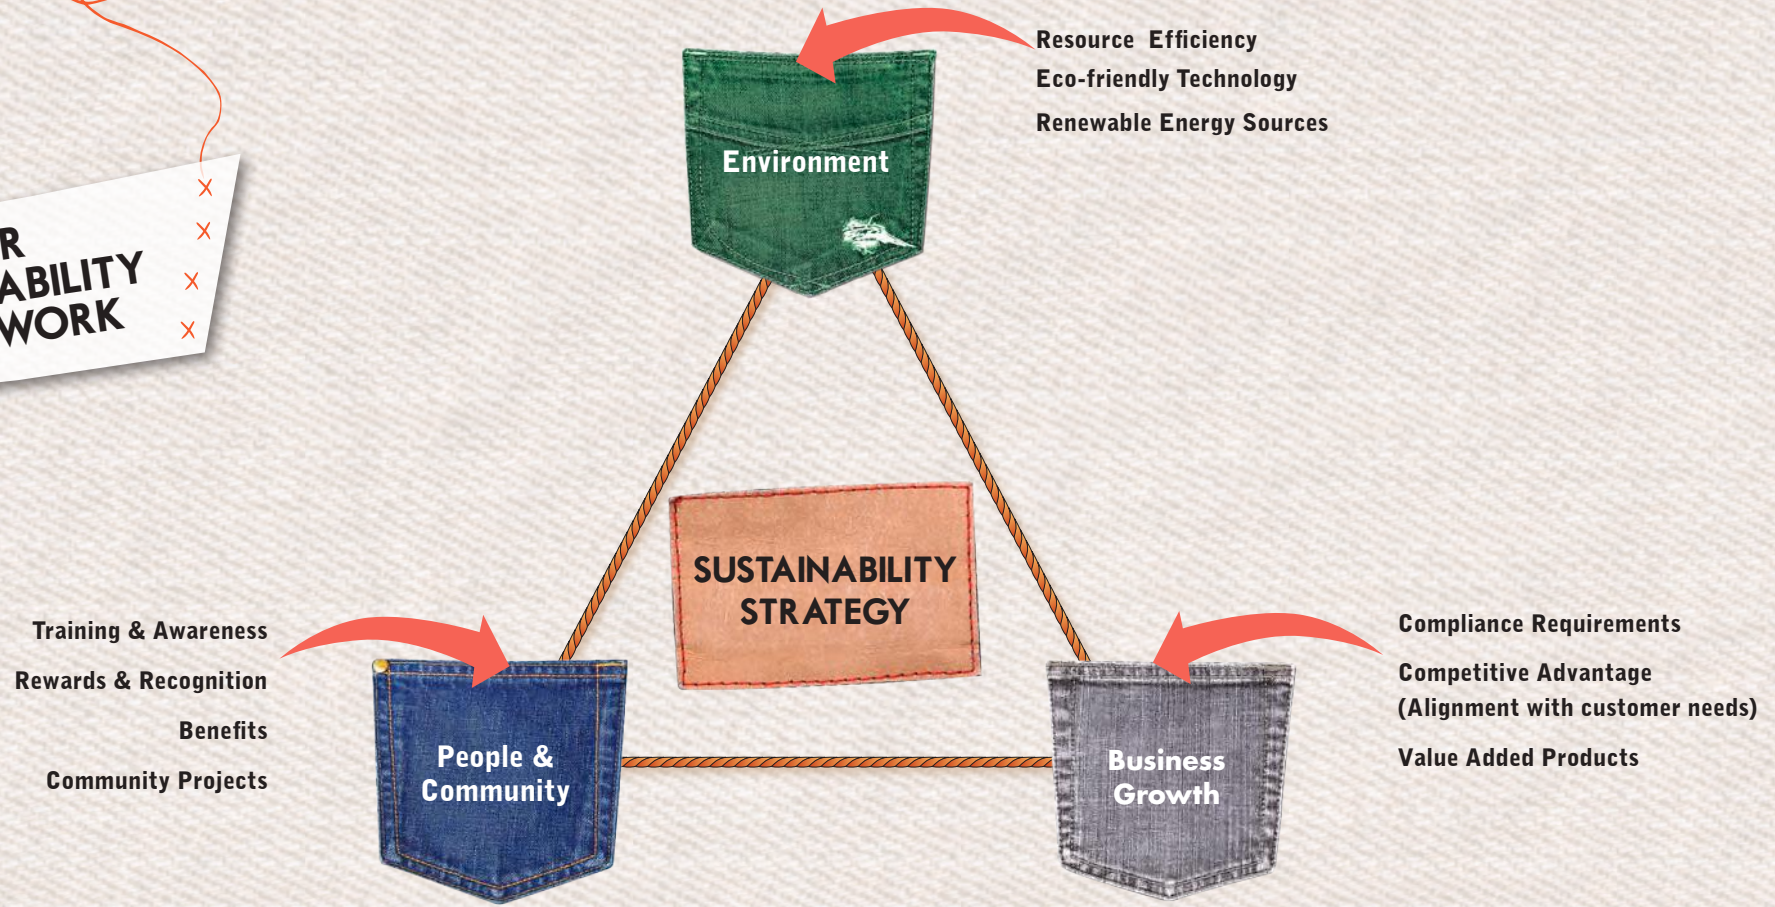 Resource Efficiency
Eco-friendly Technology
Renewable Energy Sources
Environment
R
ABILITY
WORK
SUSTAINABILITY
STRATEGY
Training & Awareness
Rewards & Recognition
Benefits
Community Projects
People &
Community
Business
Growth
Compliance Requirements
Competitive Advantage
(Alignment with customer needs)
Value Added Products